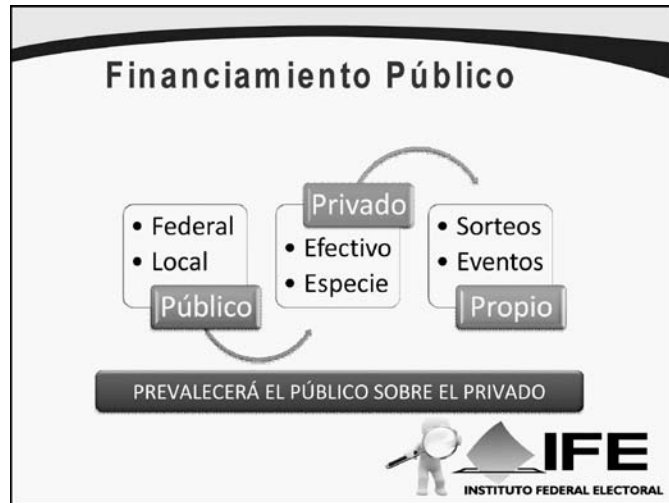 Financiamiento Público
• Federal
• Local
Público
Privado
• Efectivo
• Especie
• Sorteos
• Eventos
Propio
PREVALECERÁ EL PÚBLICO SOBRE EL PRIVADO
IFE
INSTITUTO FEDERAL ELECTORAL